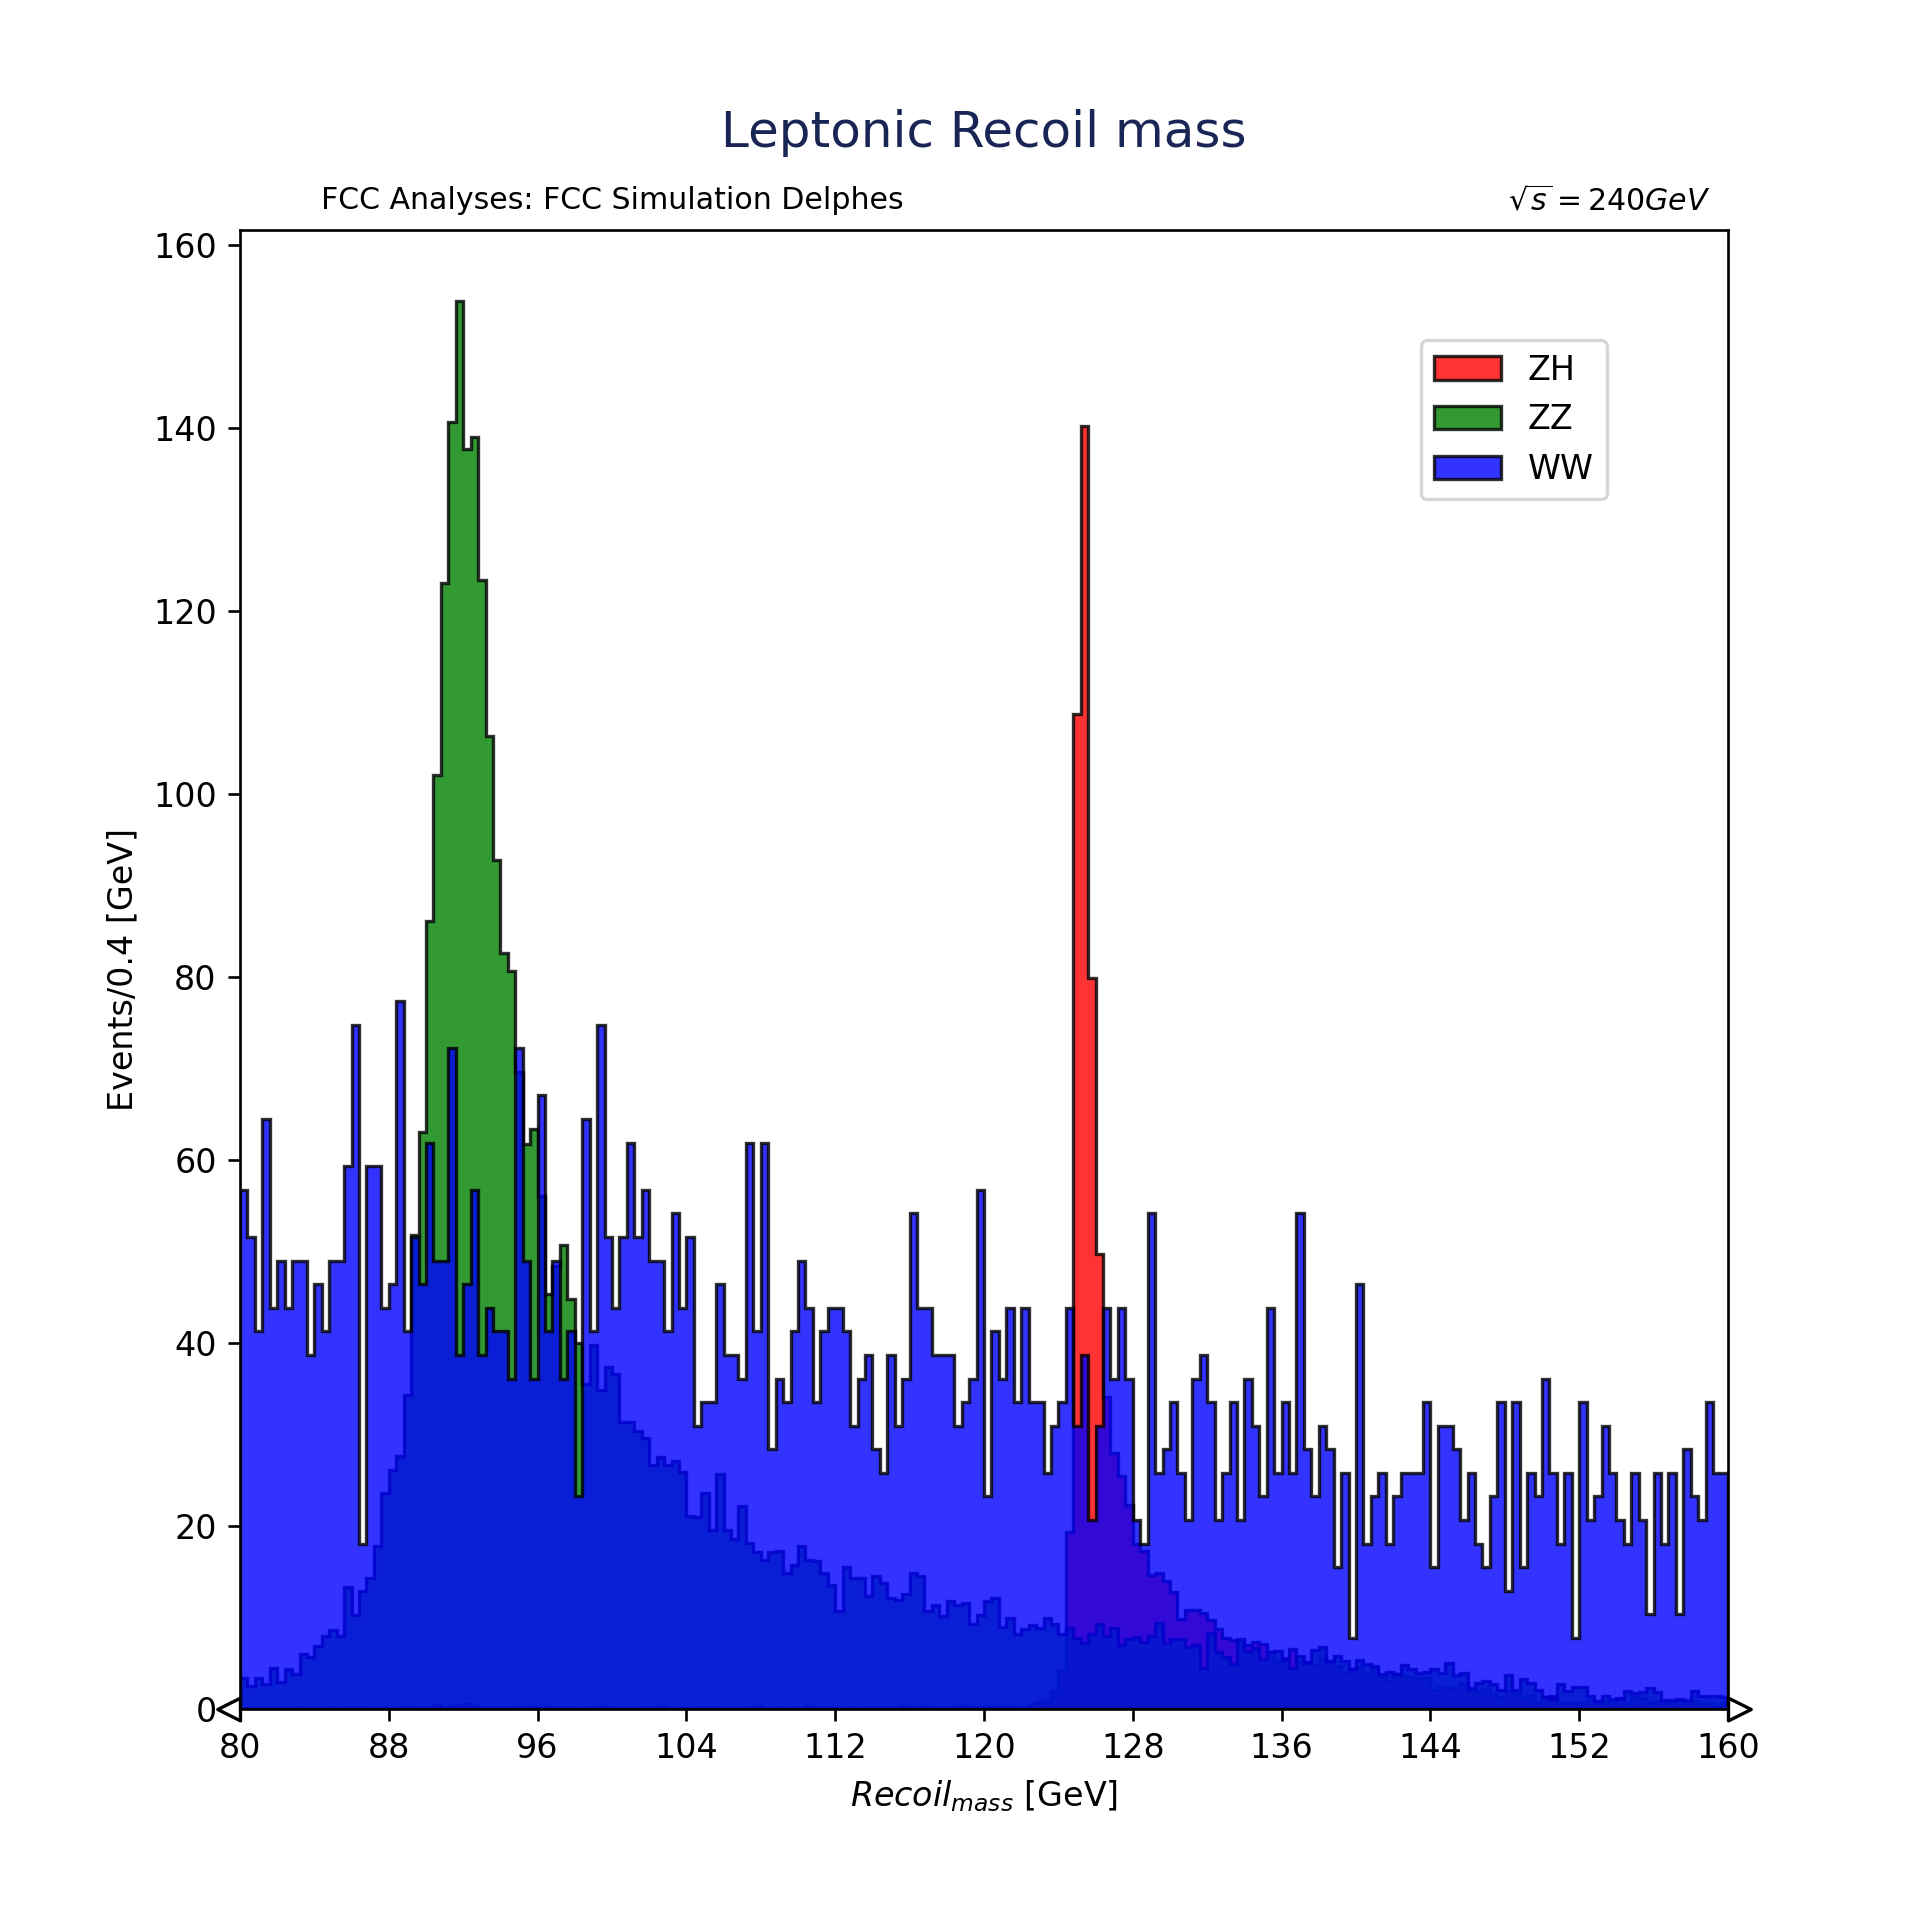 Leptonic Recoil mass
FCC Analyses: FCC Simulation Delphes
√s = 240GeV
160
140
120
100
80
60
40
20
0
Events/0.4 [GeV]
ZH
ZZ
WW
80 88 96 104 112 120 128 136 144 152 160
Recoil_mass [GeV]